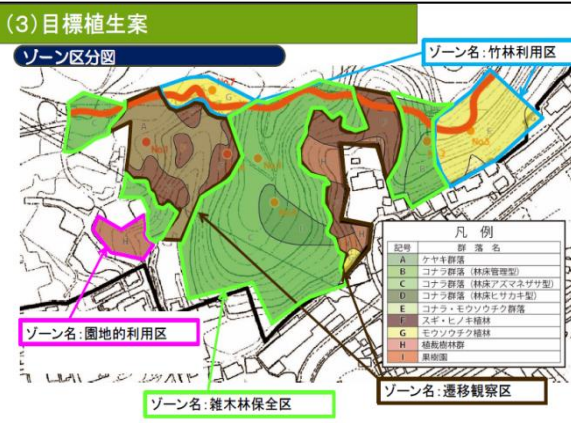 (3)目標植生案
ゾーン区分図
ゾーン名:竹林利用区
ゾーン名:園地的利用区
ゾーン名:雑木林保全区
ゾーン名:遷移観察区
凡例
記号 群落名
A ケヤキ群落
B コナラ群落(林床管理型)
C コナラ群落(林床アズマネザサ型)
D コナラ群落(林床ヒサカキ型)
E コナラ・モウソウチク群落
F スギ・ヒノキ植林
G モウソウチク植林
H 植栽樹林群
I 果樹園